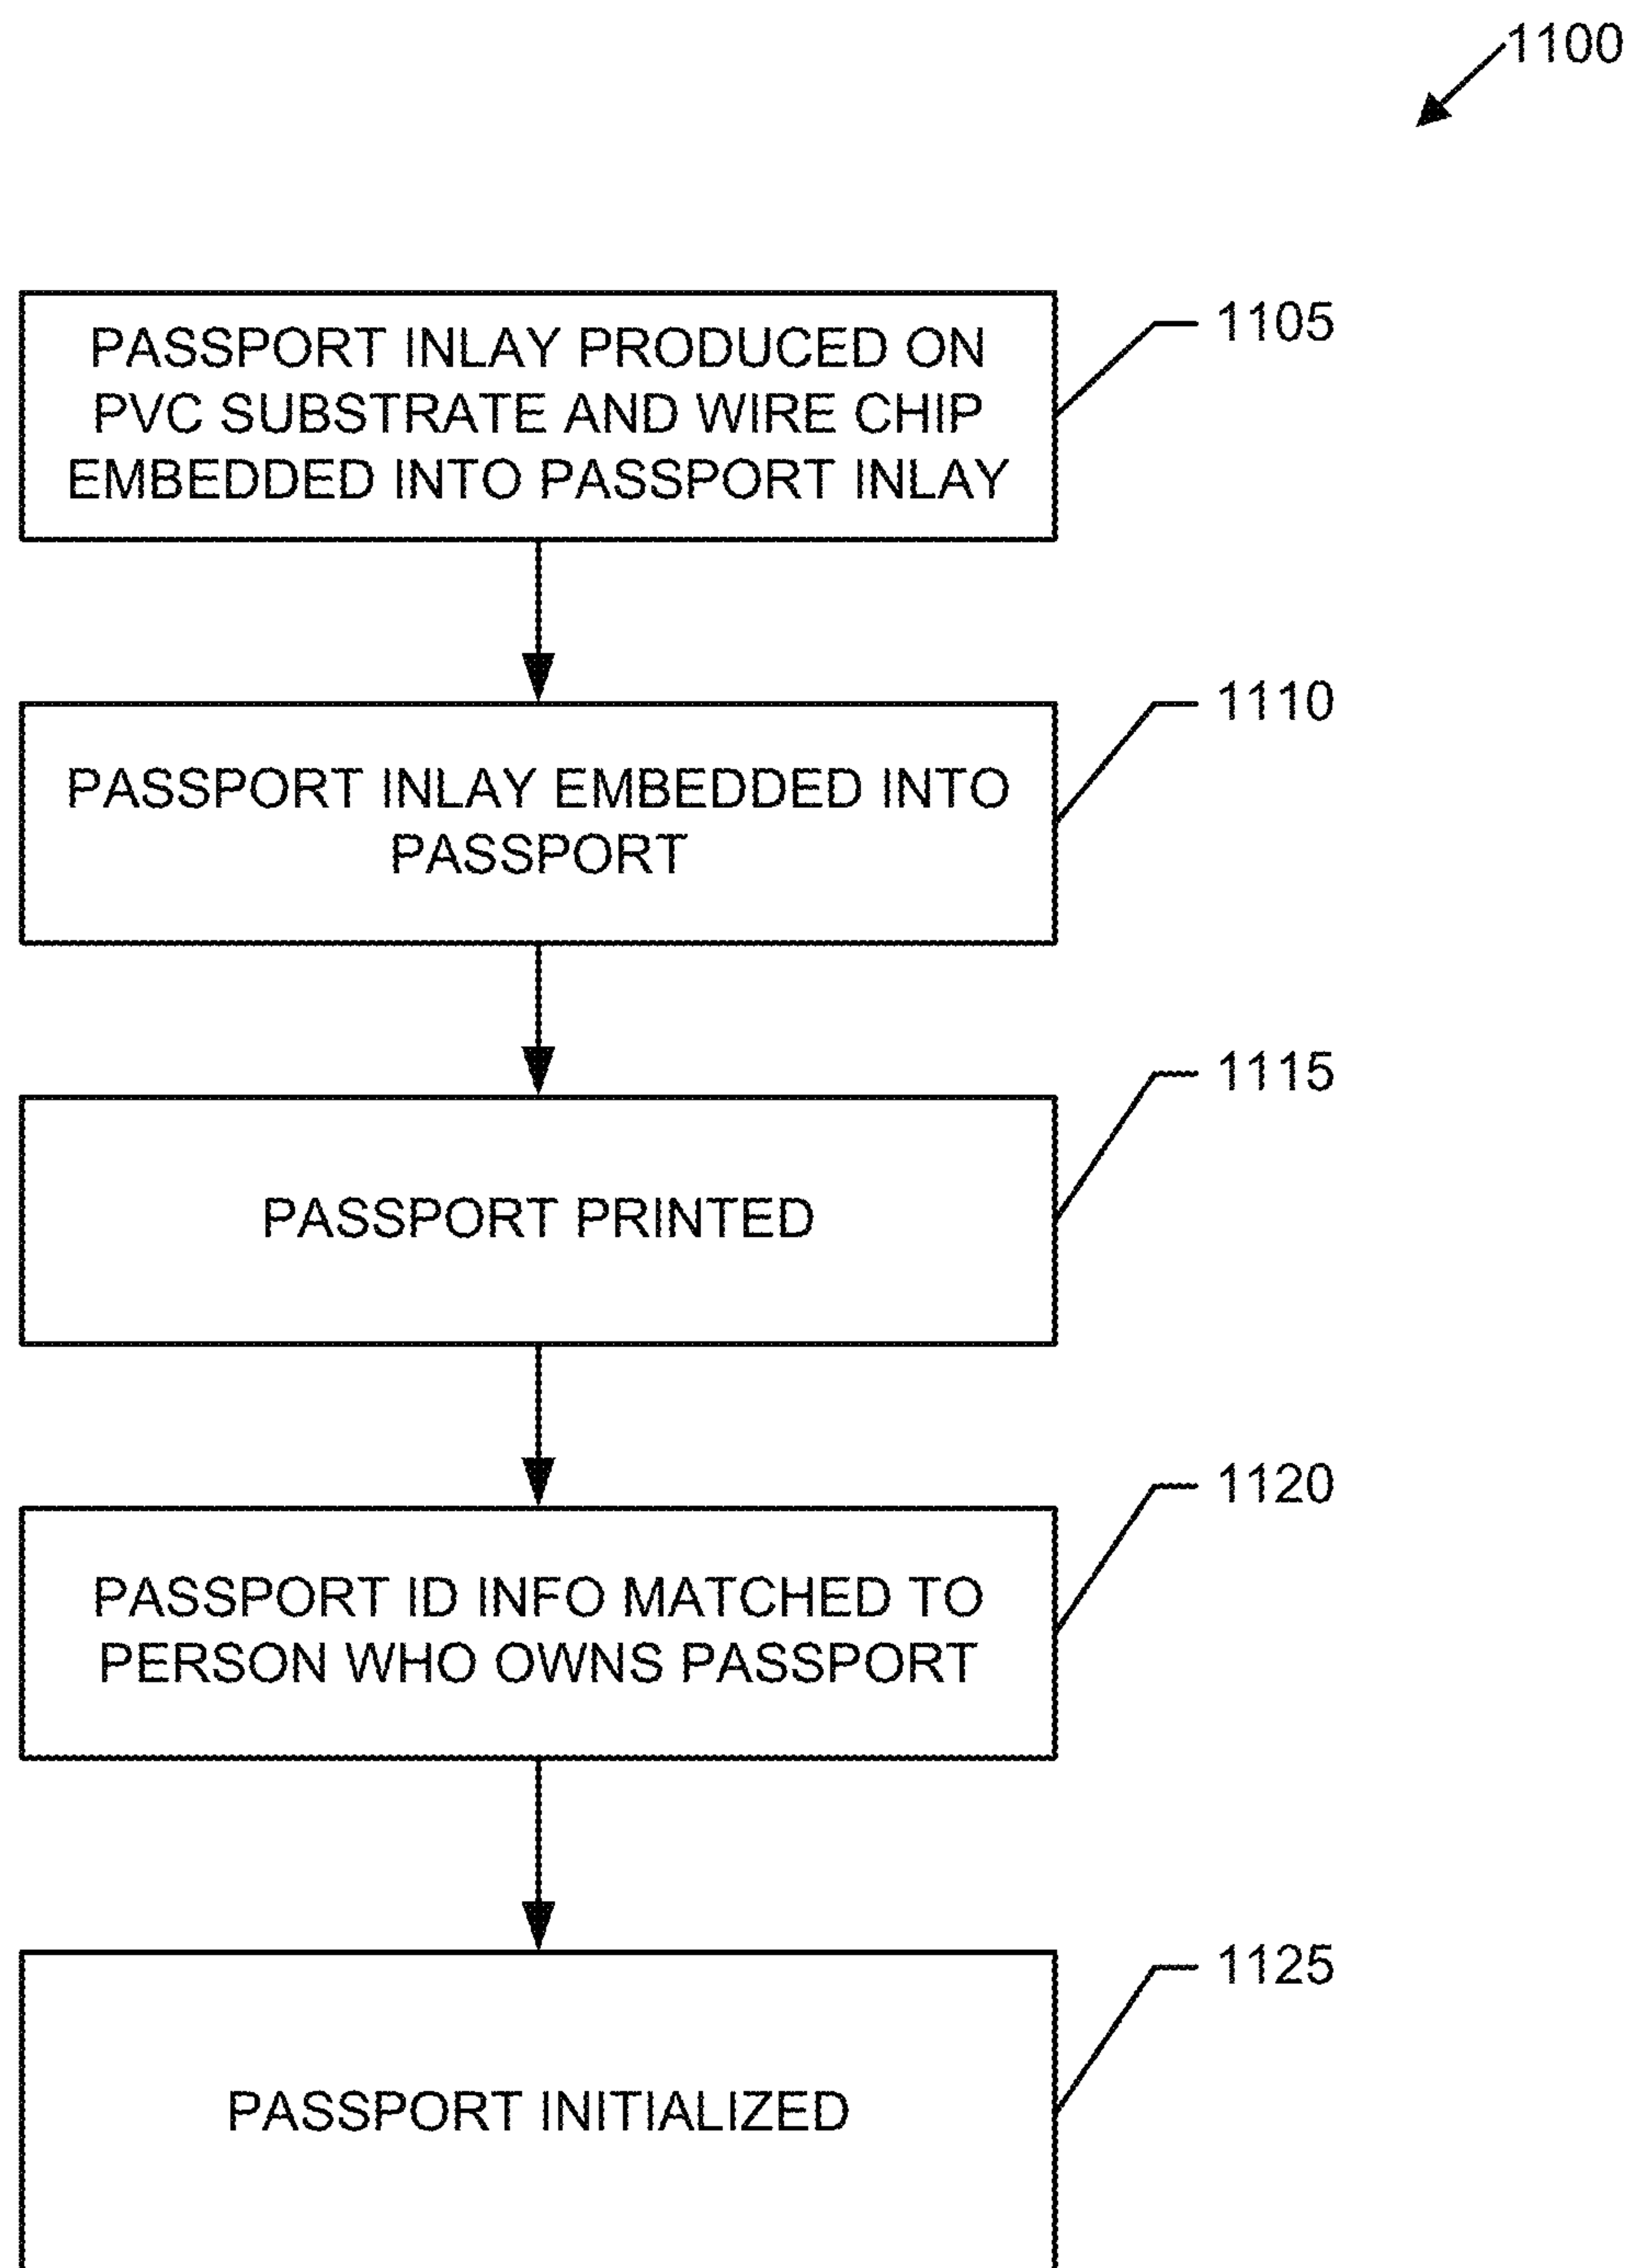 1100
PASSPORT INLAY PRODUCED ON
PVC SUBSTRATE AND WIRE CHIP
EMBEDDED INTO PASSPORT INLAY
1105
PASSPORT INLAY EMBEDDED INTO
PASSPORT
1110
PASSPORT PRINTED
1115
PASSPORT ID INFO MATCHED TO
PERSON WHO OWNS PASSPORT
1120
PASSPORT INITIALIZED
1125